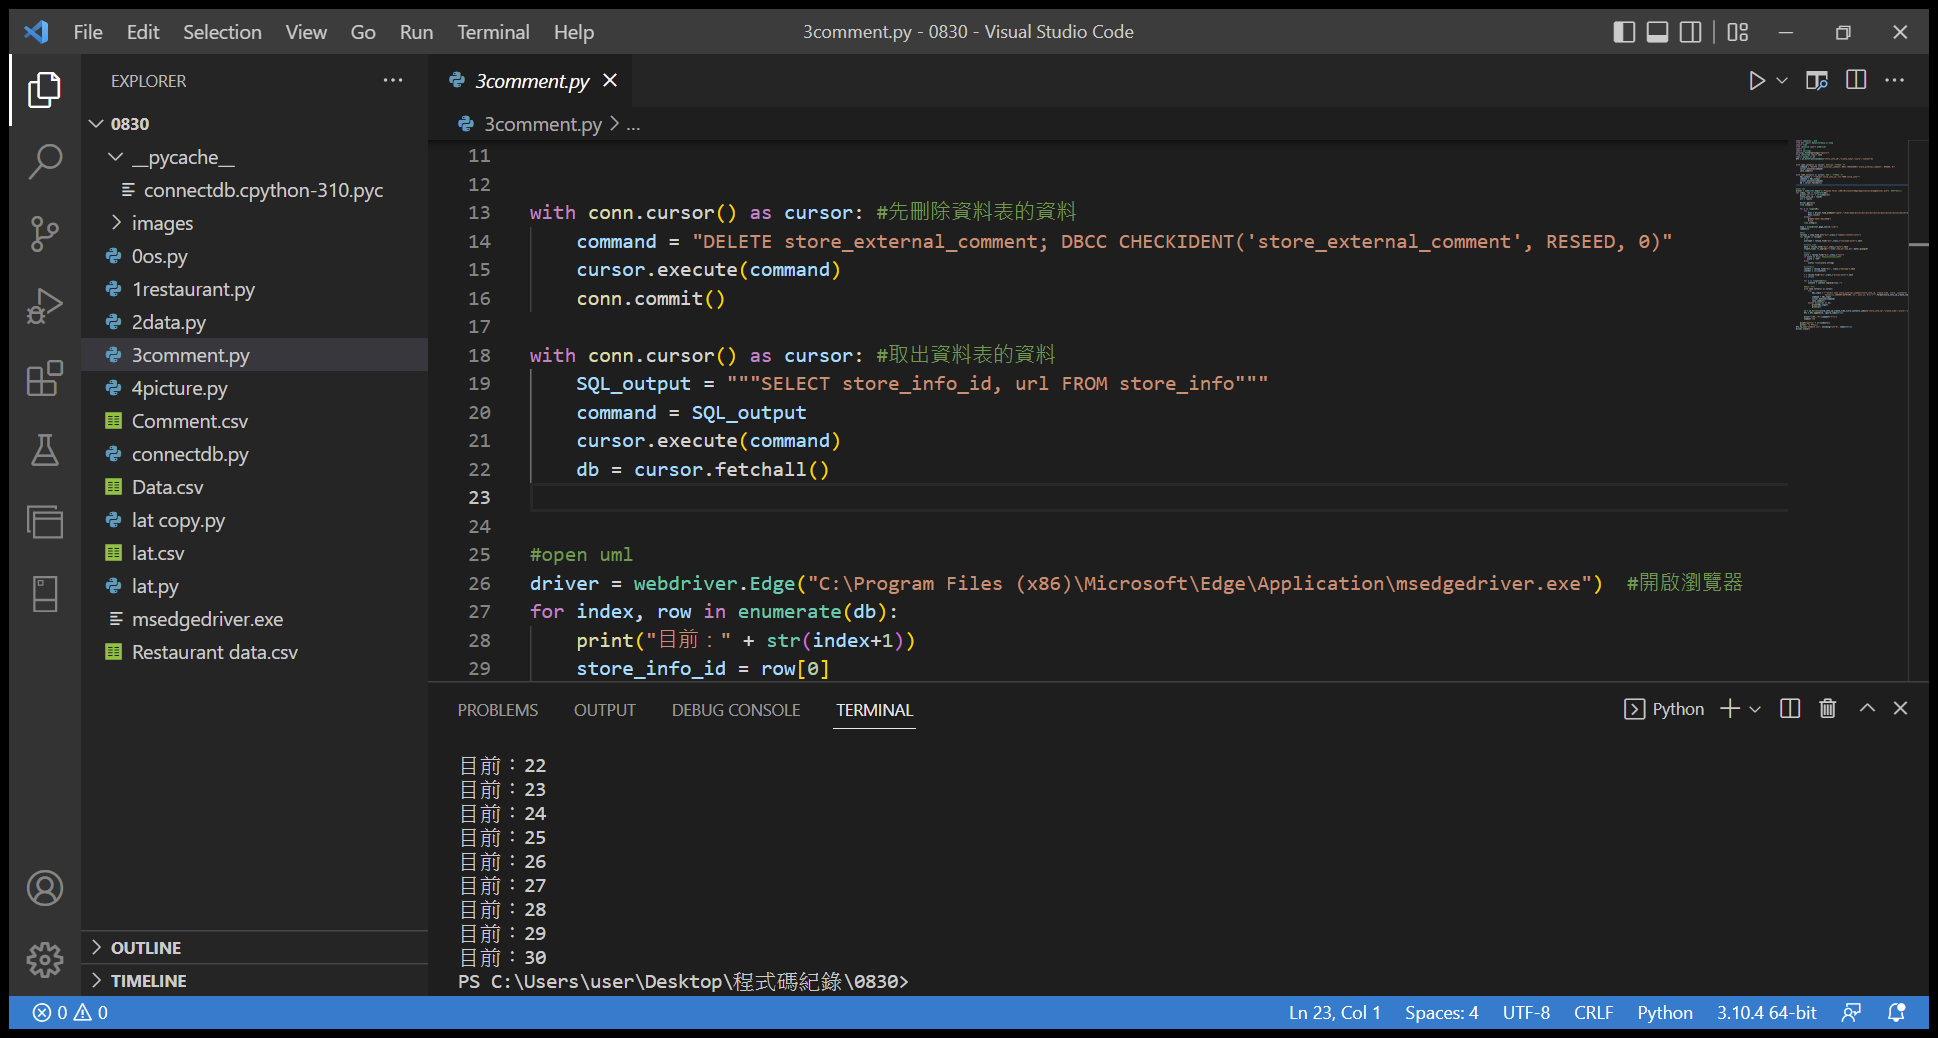 File Edit Selection View Go Run Terminal Help 3comment.py - 0830 - Visual Studio Code
EXPLORER
0830
__pycache__
connectdb.cpython-310.pyc
images
0os.py
1restaurant.py
2data.py
3comment.py
4picture.py
Comment.csv
connectdb.py
Data.csv
lat copy.py
lat.csv
lat.py
msedgedriver.exe
Restaurant data.csv
OUTLINE
TIMELINE
3comment.py
3comment.py > ...
11
12
13 with conn.cursor() as cursor: #先刪除資料表的資料
14 command = "DELETE store_external_comment; DBCC CHECKIDENT('store_external_comment', RESEED, 0)"
15 cursor.execute(command)
16 conn.commit()
17
18 with conn.cursor() as cursor: #取出資料表的資料
19 SQL_output = """SELECT store_info_id, url FROM store_info"""
20 command = SQL_output
21 cursor.execute(command)
22 db = cursor.fetchall()
23
24
25 #open uml
26 driver = webdriver.Edge("C:\Program Files (x86)\Microsoft\Edge\Application\msedgedriver.exe") #開啟瀏覽器
27 for index, row in enumerate(db):
28 print("目前：" + str(index+1))
29 store_info_id = row[0]
PROBLEMS OUTPUT DEBUG CONSOLE TERMINAL Python
目前：22
目前：23
目前：24
目前：25
目前：26
目前：27
目前：28
目前：29
目前：30
PS C:\Users\user\Desktop\程式碼紀錄\0830>
0 0 Ln 23, Col 1 Spaces: 4 UTF-8 CRLF Python 3.10.4 64-bit